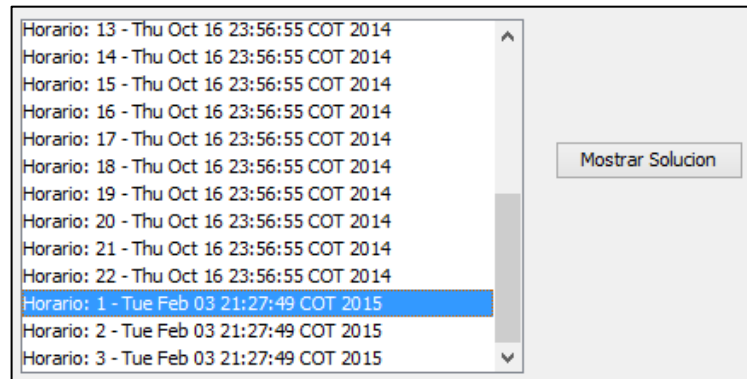 Horario: 13 - Thu Oct 16 23:56:55 COT 2014
Horario: 14 - Thu Oct 16 23:56:55 COT 2014
Horario: 15 - Thu Oct 16 23:56:55 COT 2014
Horario: 16 - Thu Oct 16 23:56:55 COT 2014
Horario: 17 - Thu Oct 16 23:56:55 COT 2014
Horario: 18 - Thu Oct 16 23:56:55 COT 2014
Horario: 19 - Thu Oct 16 23:56:55 COT 2014
Horario: 20 - Thu Oct 16 23:56:55 COT 2014
Horario: 21 - Thu Oct 16 23:56:55 COT 2014
Horario: 22 - Thu Oct 16 23:56:55 COT 2014
Horario: 1 - Tue Feb 03 21:27:49 COT 2015
Horario: 2 - Tue Feb 03 21:27:49 COT 2015
Horario: 3 - Tue Feb 03 21:27:49 COT 2015
Mostrar Solucion